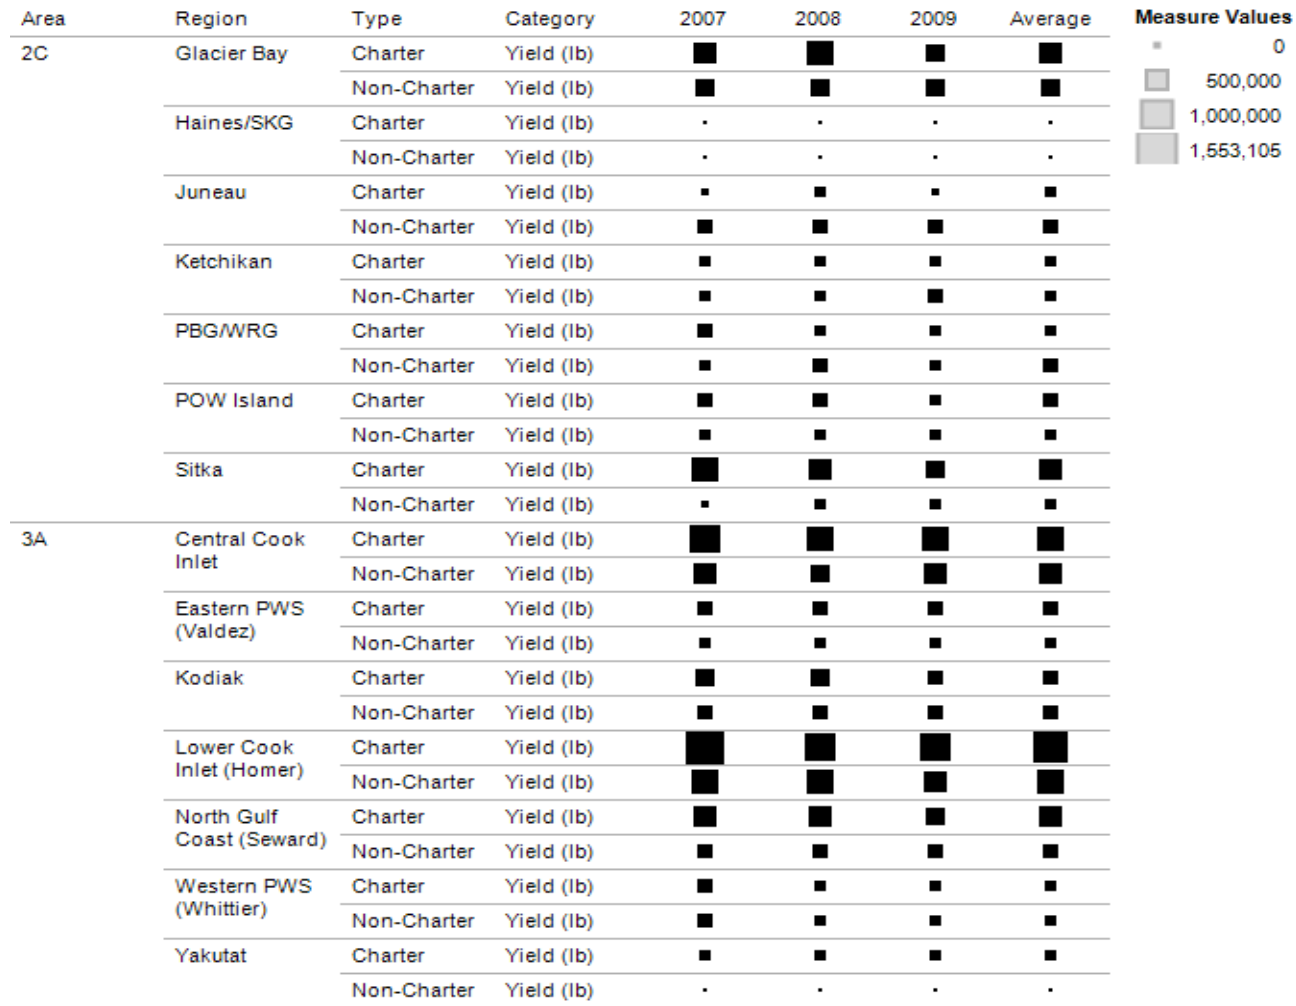 Area Region Type Category 2007 2008 2009 Average Measure Values
0
500,000
1,000,000
1,553,105
2C Glacier Bay Charter Yield (lb)
Non-Charter Yield (lb)
Haines/SKG Charter Yield (lb)
Non-Charter Yield (lb)
Juneau Charter Yield (lb)
Non-Charter Yield (lb)
Ketchikan Charter Yield (lb)
Non-Charter Yield (lb)
PBG/WRG Charter Yield (lb)
Non-Charter Yield (lb)
POW Island Charter Yield (lb)
Non-Charter Yield (lb)
Sitka Charter Yield (lb)
Non-Charter Yield (lb)
3A Central Cook Charter Yield (lb)
Inlet Non-Charter Yield (lb)
Eastern PWS Charter Yield (lb)
(Valdez) Non-Charter Yield (lb)
Kodiak Charter Yield (lb)
Non-Charter Yield (lb)
Lower Cook Charter Yield (lb)
Inlet (Homer) Non-Charter Yield (lb)
North Gulf Charter Yield (lb)
Coast (Seward) Non-Charter Yield (lb)
Western PWS Charter Yield (lb)
(Whittier) Non-Charter Yield (lb)
Yakutat Charter Yield (lb)
Non-Charter Yield (lb)